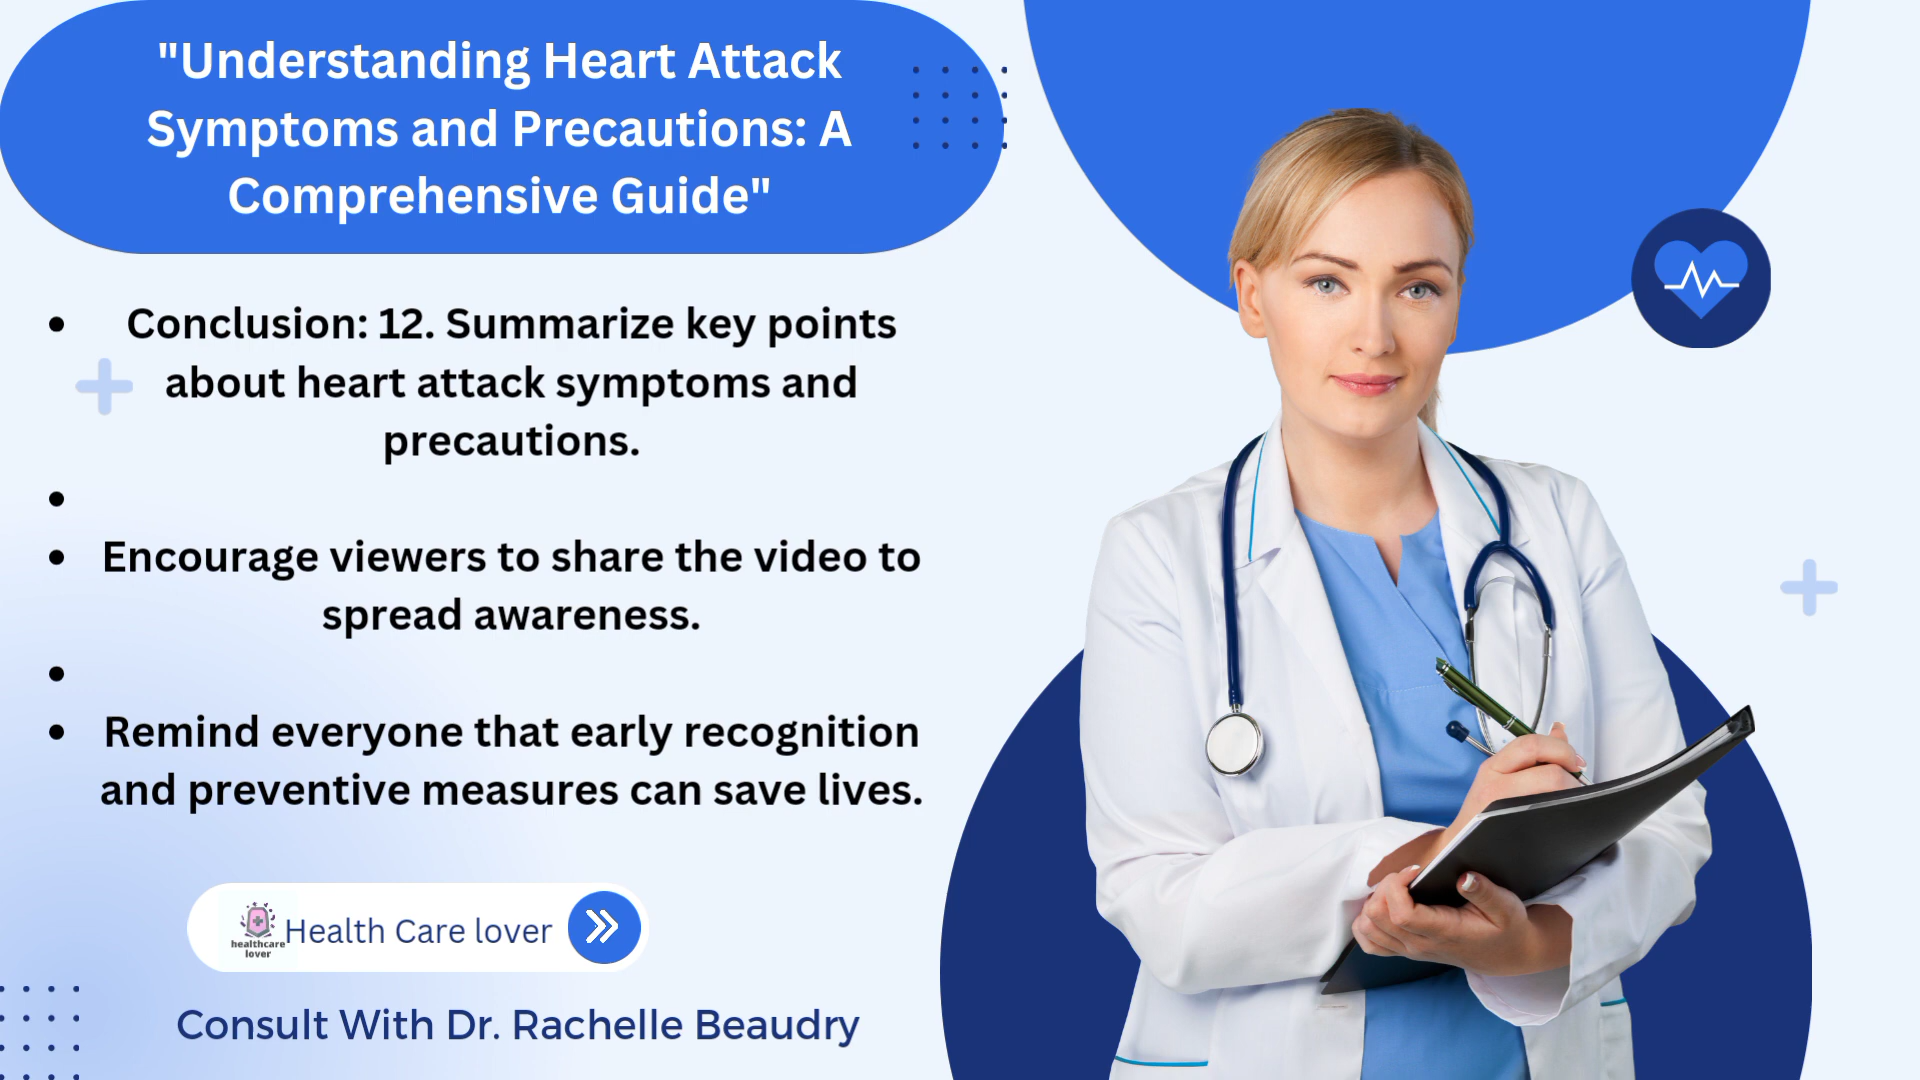 "Understanding Heart Attack
Symptoms and Precautions: A
Comprehensive Guide"
Conclusion: 12. Summarize key points
about heart attack symptoms and
precautions.
Encourage viewers to share the video to
spread awareness.
Remind everyone that early recognition
and preventive measures can save lives.
healthcare
lover
Health Care lover
Consult With Dr. Rachelle Beaudry